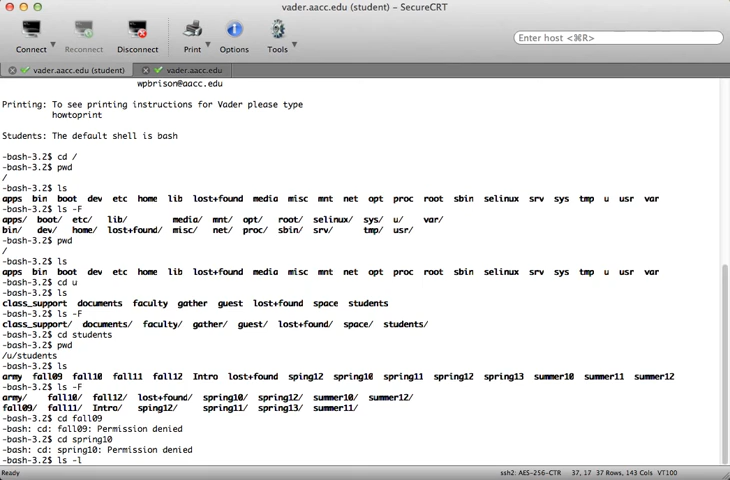 vader.aacc.edu (student) – SecureCRT
Connect Reconnect Disconnect Print Options Tools Enter host <⌘R>
vader.aacc.edu (student) vader.aacc.edu
wpbrison@aacc.edu
Printing: To see printing instructions for Vader please type
howtoprint
Students: The default shell is bash
-bash-3.2$ cd /
-bash-3.2$ pwd
/
-bash-3.2$ ls
apps bin boot dev etc home lib lost+found media misc mnt net opt proc root sbin selinux srv sys tmp u usr var
-bash-3.2$ ls -F
apps/ boot/ etc/ lib/ media/ mnt/ opt/ root/ selinux/ sys/ u/ var/
bin/ dev/ home/ lost+found/ misc/ net/ proc/ sbin/ srv/ tmp/ usr/
-bash-3.2$ pwd
/
-bash-3.2$ ls
apps bin boot dev etc home lib lost+found media misc mnt net opt proc root sbin selinux srv sys tmp u usr var
-bash-3.2$ cd u
-bash-3.2$ ls
class_support documents faculty gather guest lost+found space students
-bash-3.2$ ls -F
class_support/ documents/ faculty/ gather/ guest/ lost+found/ space/ students/
-bash-3.2$ cd students
-bash-3.2$ pwd
/u/students
-bash-3.2$ ls
army fall09 fall10 fall11 fall12 Intro lost+found sping12 spring10 spring11 spring12 spring13 summer10 summer11 summer12
-bash-3.2$ ls -F
army/ fall10/ fall12/ lost+found/ spring10/ spring12/ summer10/ summer12/
fall09/ fall11/ Intro/ sping12/ spring11/ spring13/ summer11/
-bash-3.2$ cd fall09
-bash: cd: fall09: Permission denied
-bash-3.2$ cd spring10
-bash: cd: spring10: Permission denied
-bash-3.2$ ls -l
Ready ssh2: AES-256-CTR 37, 17 37 Rows, 143 Cols VT100